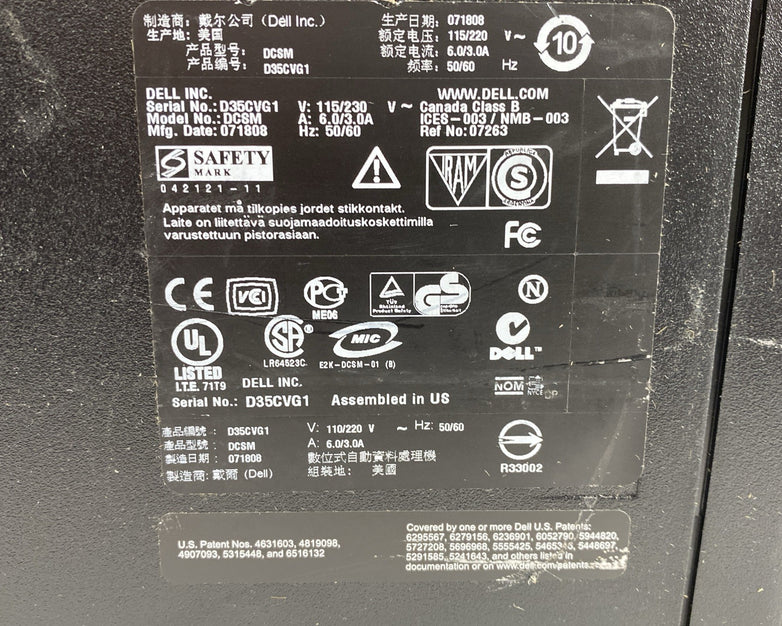 制造商: 戴尔公司 (Dell Inc.) 生产日期: 071808
生产地: 美国 额定电压: 115/220 V~
产品型号: DCSM 额定电流: 6.0/3.0A
产品编号: D35CVG1 频率: 50/60 Hz
10
DELL INC. WWW.DELL.COM
Serial No.: D35CVG1 V: 115/230 V~ Canada Class B
Model No.: DCSM A: 6.0/3.0A ICES-003 / NMB-003
Mfg. Date: 071808 Hz: 50/60 Ref No: 07263
S SAFETY
MARK
042121-11
VRAM
S
Apparatet må tilkoples jordet stikkontakt.
Laite on liitettävä suojamaadoituskoskettimilla
varustettuun pistorasiaan.
FC
CE
VCI
PG
ME06
TÜV
Rheinland
Product Safety
GS
N
UL
LISTED
I.T.E. 71T9
SA
LR64523C
MIC
E2K-DCSM-01 (B)
DELL™
NOM
NYCE
DELL INC.
Serial No.: D35CVG1 Assembled in US
產品編號: D35CVG1 V: 110/220 V ~ Hz: 50/60
產品型號: DCSM A: 6.0/3.0A
製造日期: 071808 數位式自動資料處理機
製造商: 戴爾 (Dell) 組裝地: 美國
R33002
U.S. Patent Nos. 4631603, 4819098,
4907093, 5315448, and 6516132
Covered by one or more Dell U.S. Patents:
6295567, 6279156, 6236901, 6052790, 5944820,
5727208, 5696968, 5555425, 5448697,
5291585, 5241643, and others listed in
documentation or on www.dell.com/patents.